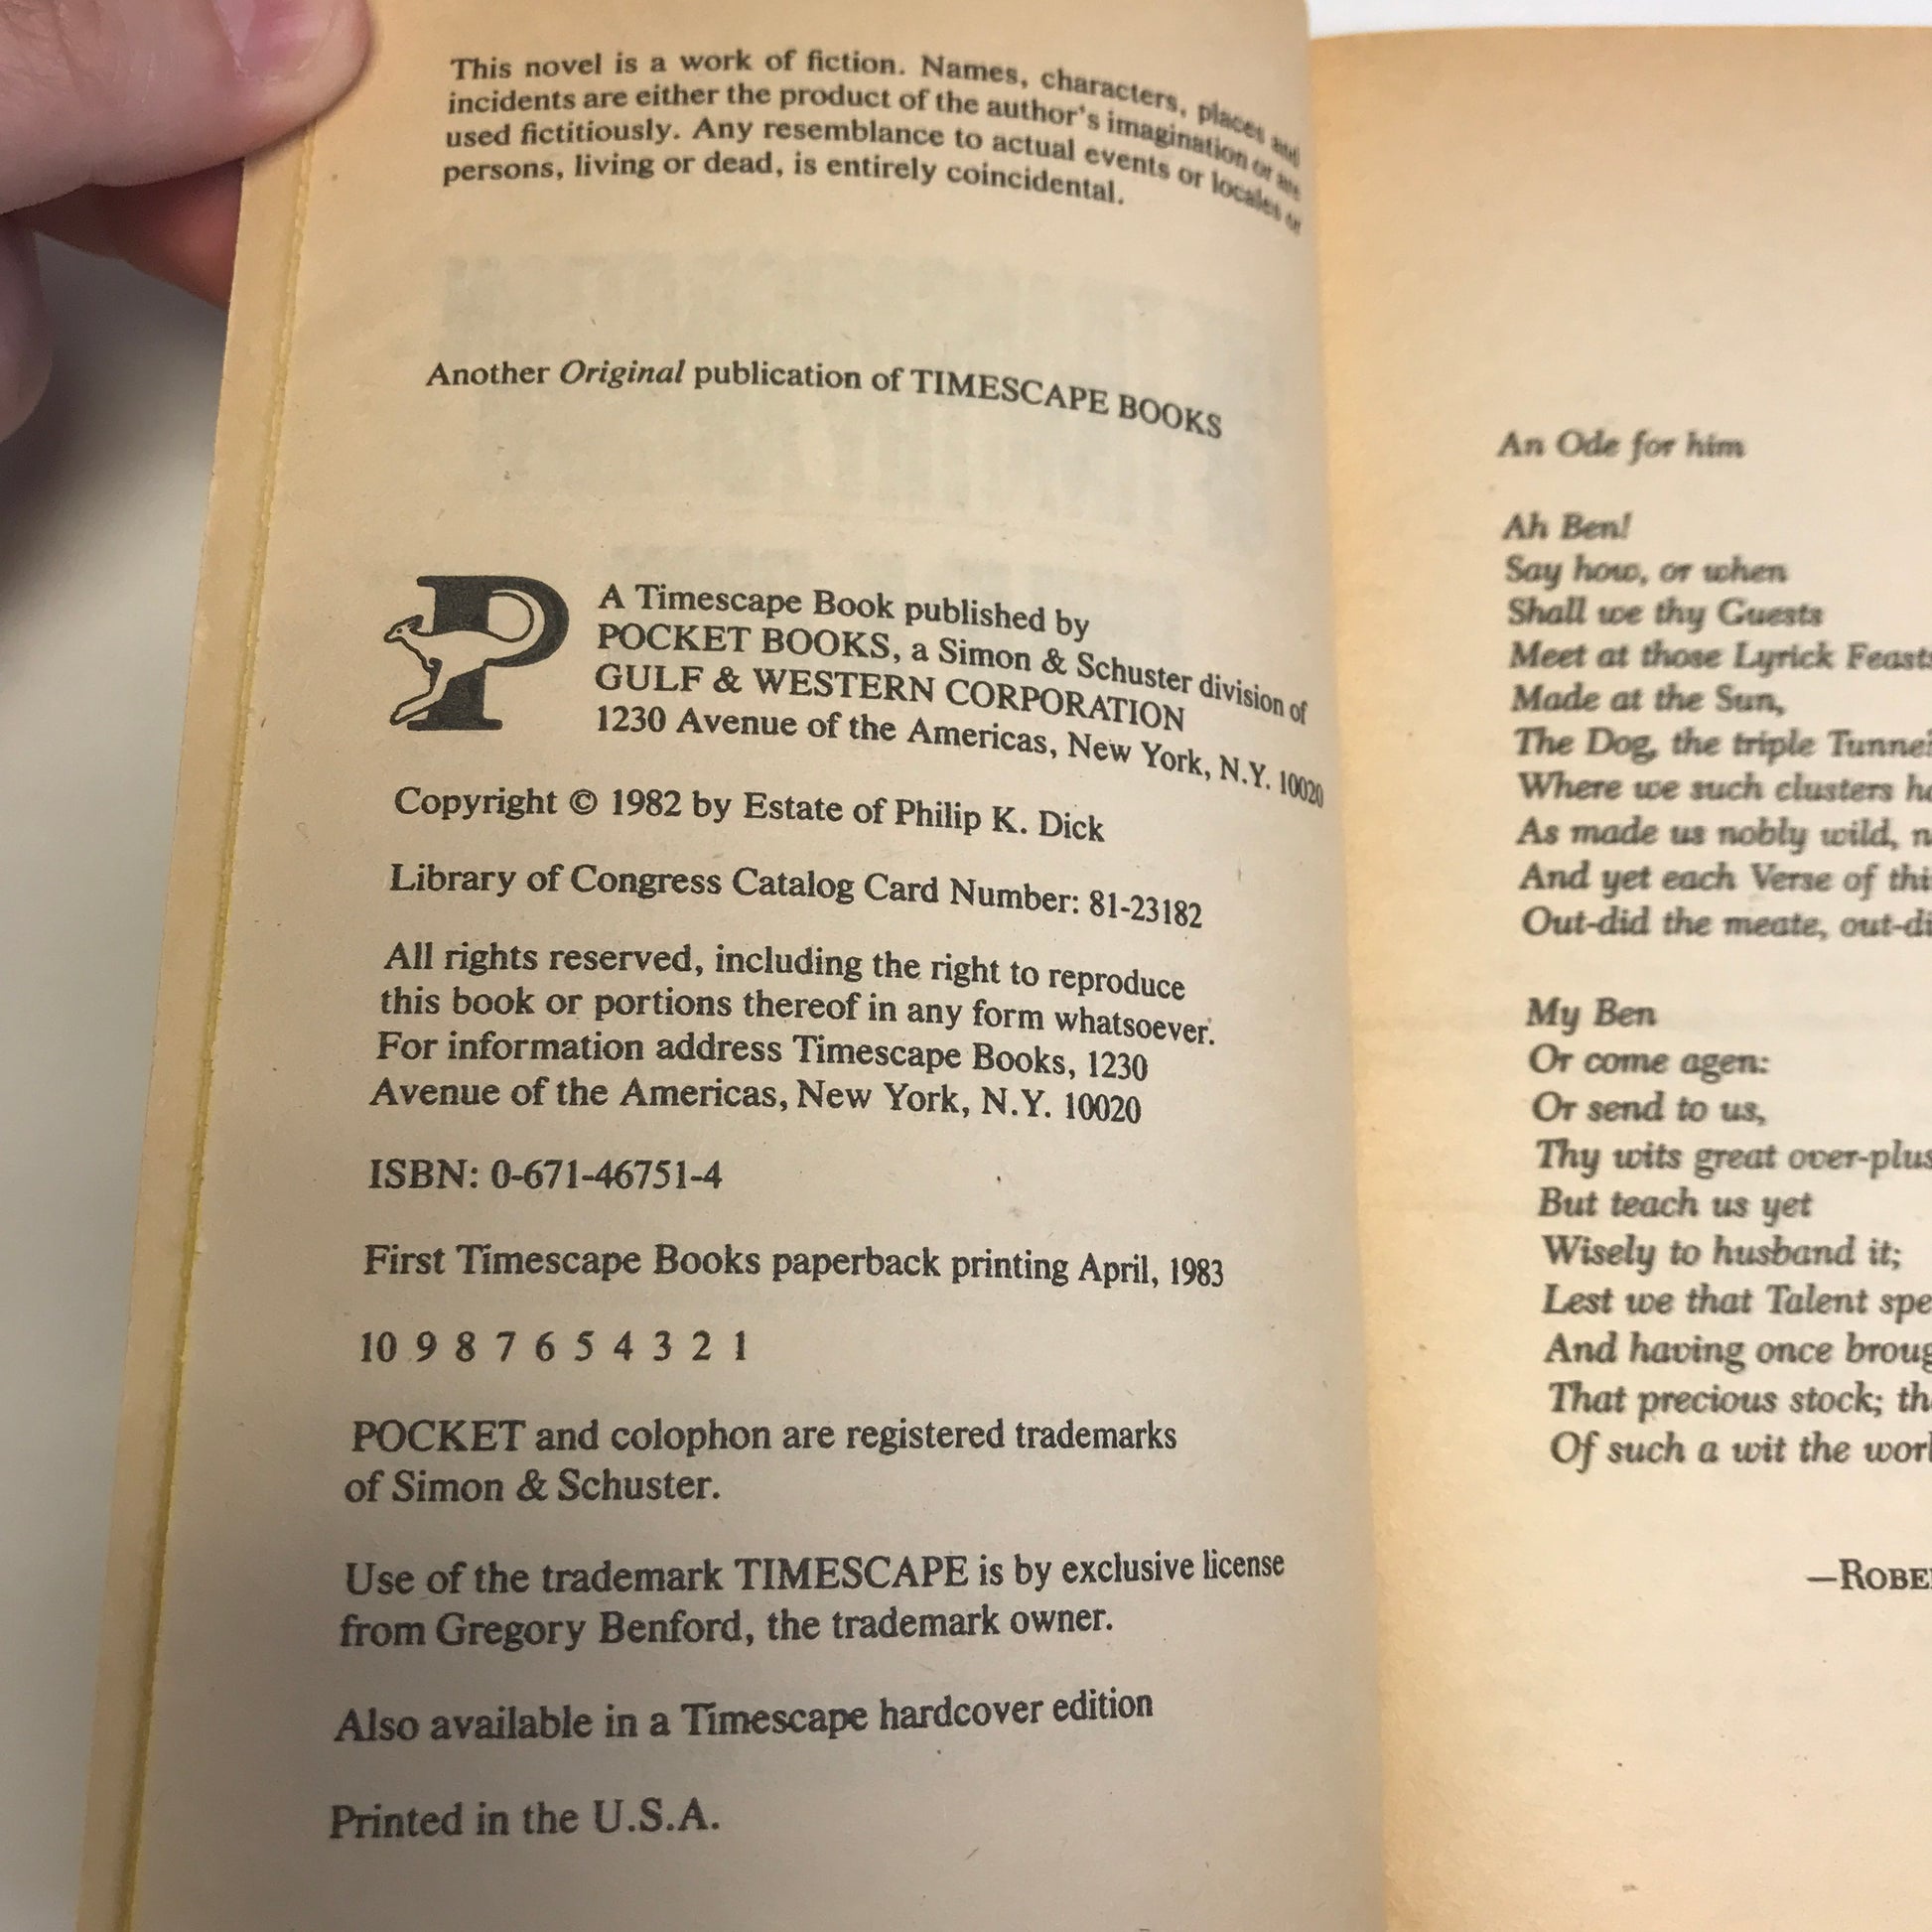 This novel is a work of fiction. Names, characters, places and
incidents are either the product of the author's imagination or are
used fictitiously. Any resemblance to actual events or locales or
persons, living or dead, is entirely coincidental.
Another Original publication of TIMESCAPE BOOKS
P
A Timescape Book published by
POCKET BOOKS, a Simon & Schuster division of
GULF & WESTERN CORPORATION
1230 Avenue of the Americas, New York, N.Y. 10020
Copyright © 1982 by Estate of Philip K. Dick
Library of Congress Catalog Card Number: 81-23182
All rights reserved, including the right to reproduce
this book or portions thereof in any form whatsoever.
For information address Timescape Books, 1230
Avenue of the Americas, New York, N.Y. 10020
ISBN: 0-671-46751-4
First Timescape Books paperback printing April, 1983
10 9 8 7 6 5 4 3 2 1
POCKET and colophon are registered trademarks
of Simon & Schuster.
Use of the trademark TIMESCAPE is by exclusive license
from Gregory Benford, the trademark owner.
Also available in a Timescape hardcover edition
Printed in the U.S.A.
An Ode for him
Ah Ben!
Say how, or when
Shall we thy Guests
Meet at those Lyrick Feasts
Made at the Sun,
The Dog, the triple
Where we such clusters
As made us nobly wild,
And yet each Verse of
Out-did the meate,
My Ben
Or come agen:
Or send to us,
Thy wits great over-plus
But teach us yet
Wisely to husband it;
Lest we that Talent
And having once
That precious stock;
Of such a wit the